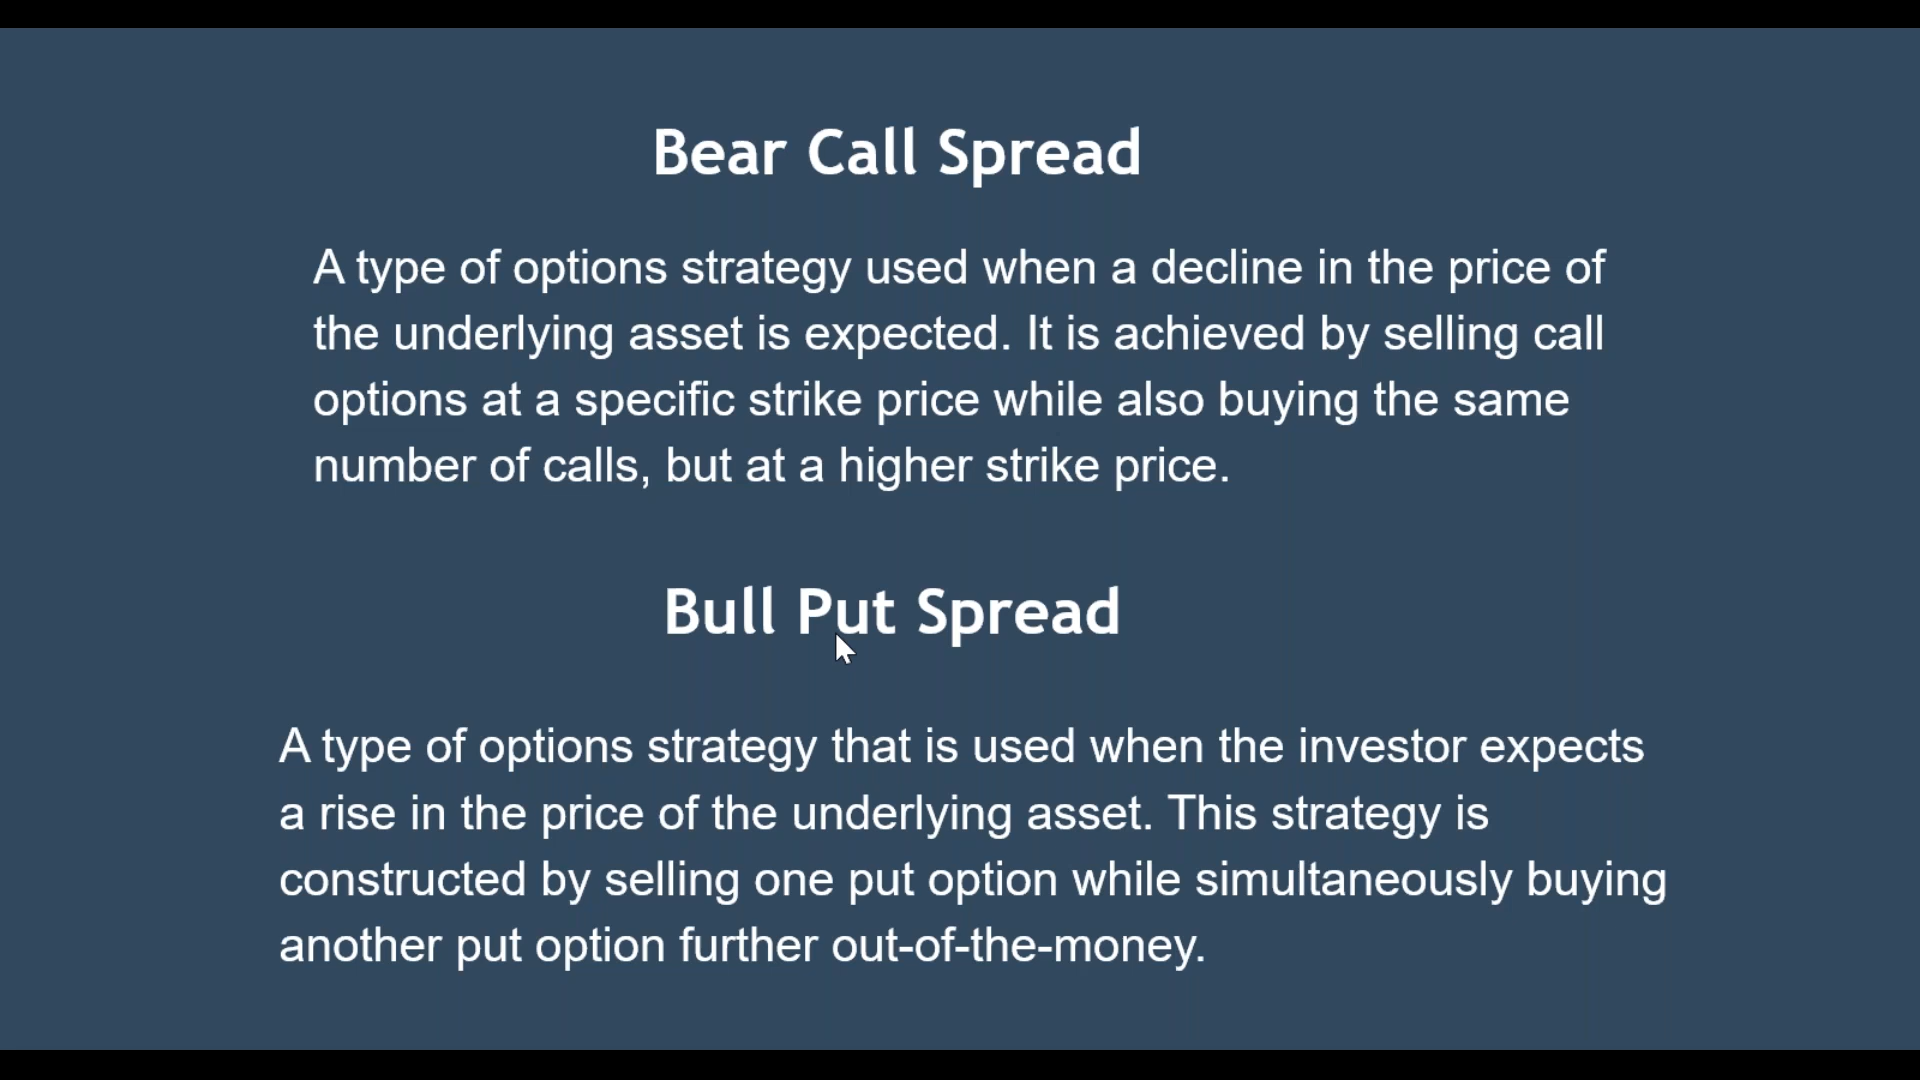 Bear Call Spread
A type of options strategy used when a decline in the price of
the underlying asset is expected. It is achieved by selling call
options at a specific strike price while also buying the same
number of calls, but at a higher strike price.
Bull Put Spread
A type of options strategy that is used when the investor expects
a rise in the price of the underlying asset. This strategy is
constructed by selling one put option while simultaneously buying
another put option further out-of-the-money.